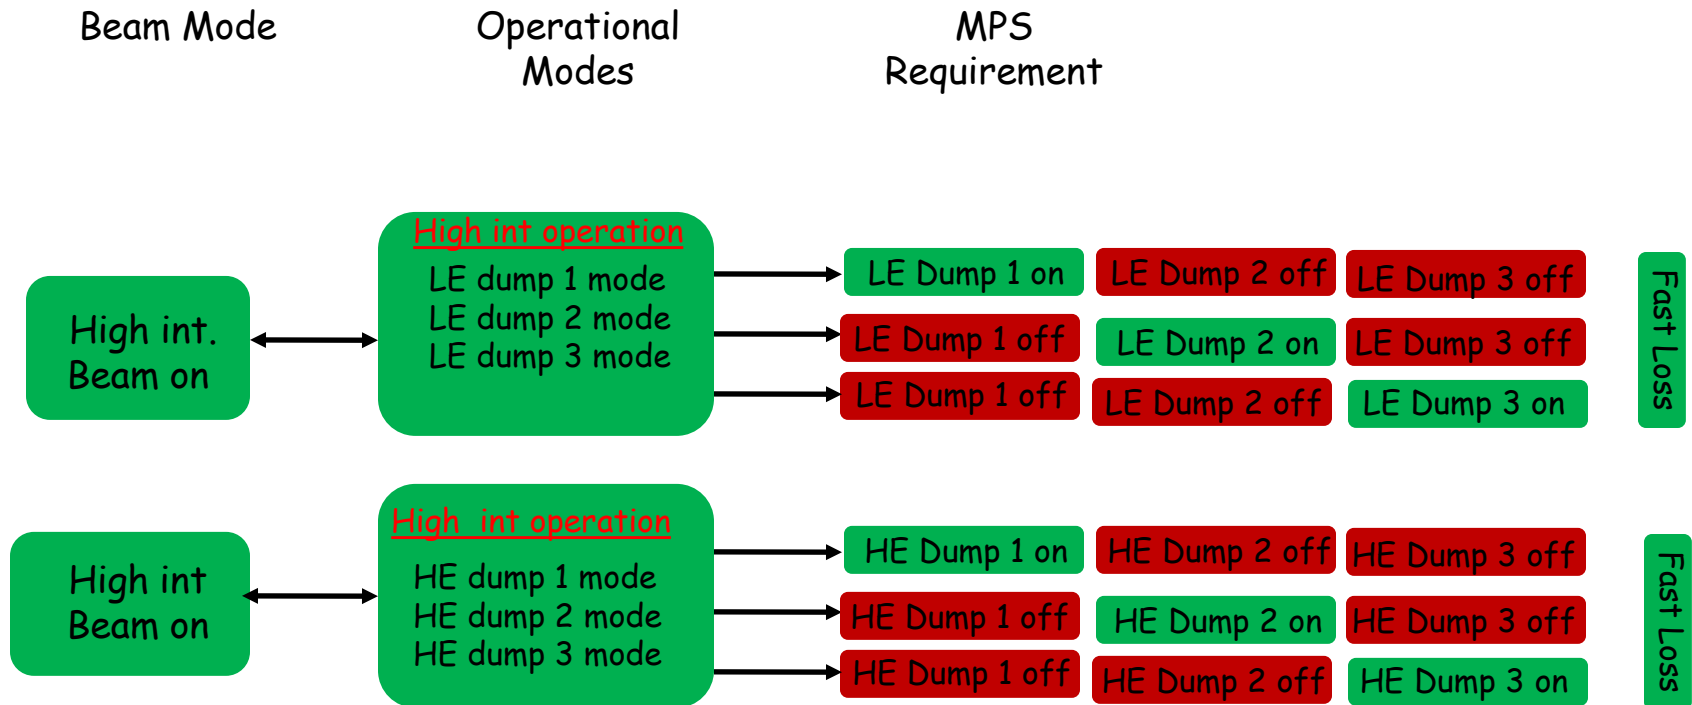 Beam Mode
Operational
Modes
MPS
Requirement
High int.
Beam on
High int operation
LE dump 1 mode
LE dump 2 mode
LE dump 3 mode
LE Dump 1 on
LE Dump 2 off
LE Dump 3 off
LE Dump 1 off
LE Dump 2 on
LE Dump 3 off
LE Dump 1 off
LE Dump 2 off
LE Dump 3 on
Fast Loss
High int
Beam on
High int operation
HE dump 1 mode
HE dump 2 mode
HE dump 3 mode
HE Dump 1 on
HE Dump 2 off
HE Dump 3 off
HE Dump 1 off
HE Dump 2 on
HE Dump 3 off
HE Dump 1 off
HE Dump 2 off
HE Dump 3 on
Fast Loss